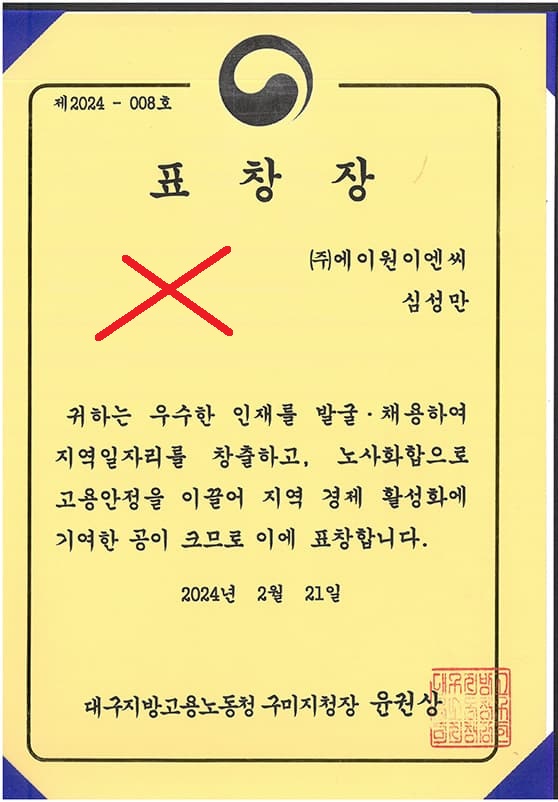 제2024 - 008호
표 창 장
㈜에이원이엔씨
심성만
귀하는 우수한 인재를 발굴·채용하여
지역일자리를 창출하고, 노사화합으로
고용안정을 이끌어 지역 경제 활성화에
기여한 공이 크므로 이에 표창합니다.
2024년 2월 21일
대구지방고용노동청 구미지청장 윤권상